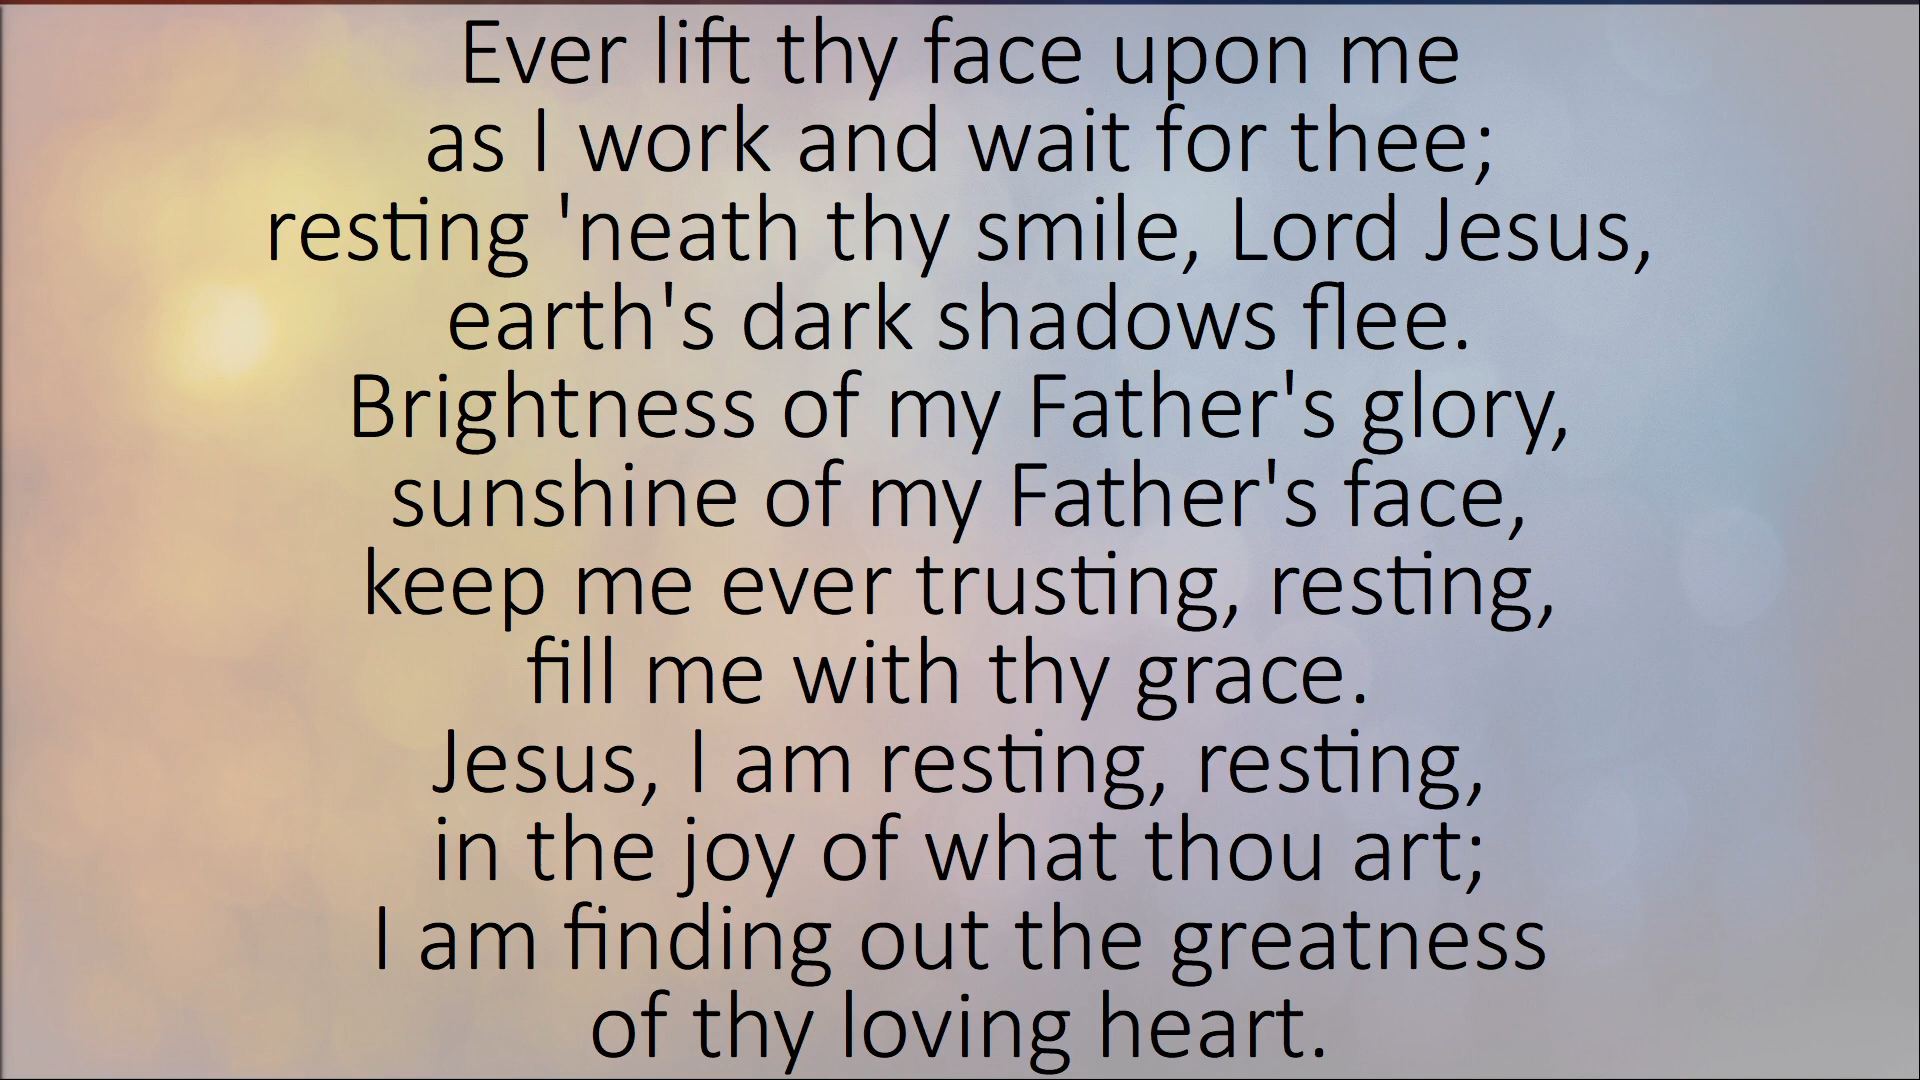 Ever lift thy face upon me
as I work and wait for thee;
resting 'neath thy smile, Lord Jesus,
earth's dark shadows flee.
Brightness of my Father's glory,
sunshine of my Father's face,
keep me ever trusting, resting,
fill me with thy grace.
Jesus, I am resting, resting,
in the joy of what thou art;
I am finding out the greatness
of thy loving heart.